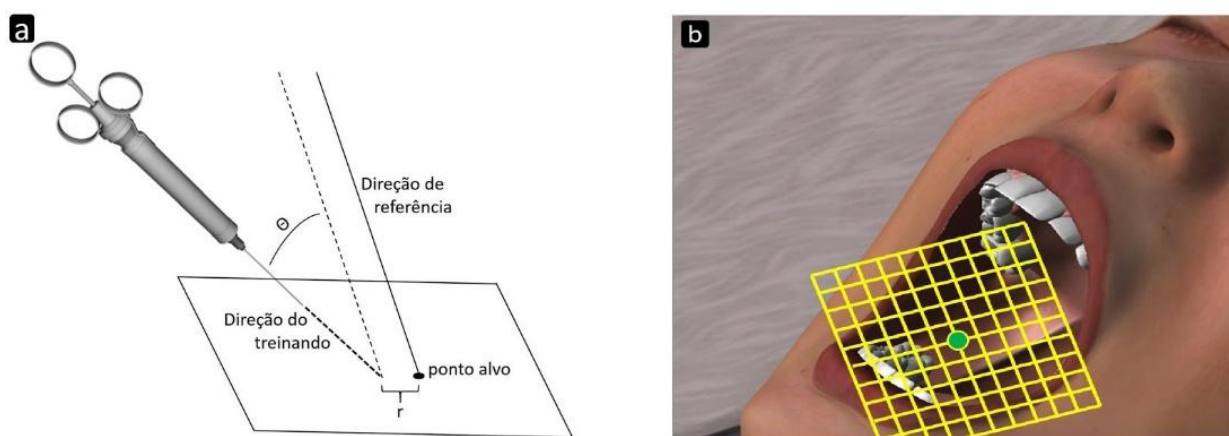 a
Θ
Direção de
referência
Direção do
treinando
ponto alvo
r
b